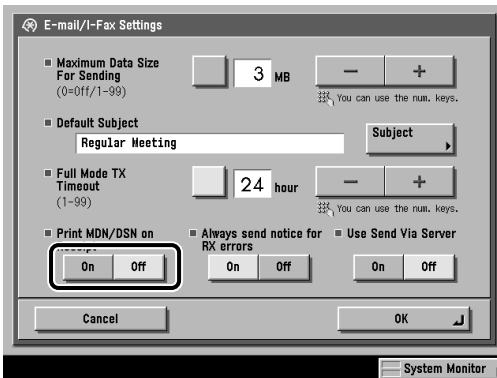 E-mail/I-Fax Settings
Maximum Data Size
For Sending
(0=Off/1-99)
3 MB
－ ＋
You can use the num. keys.
Default Subject
Regular Meeting
Subject
Full Mode TX
Timeout
(1-99)
24 hour
－ ＋
You can use the num. keys.
Print MDN/DSN on
On Off
Always send notice for
RX errors
On Off
Use Send Via Server
On Off
Cancel
OK
System Monitor